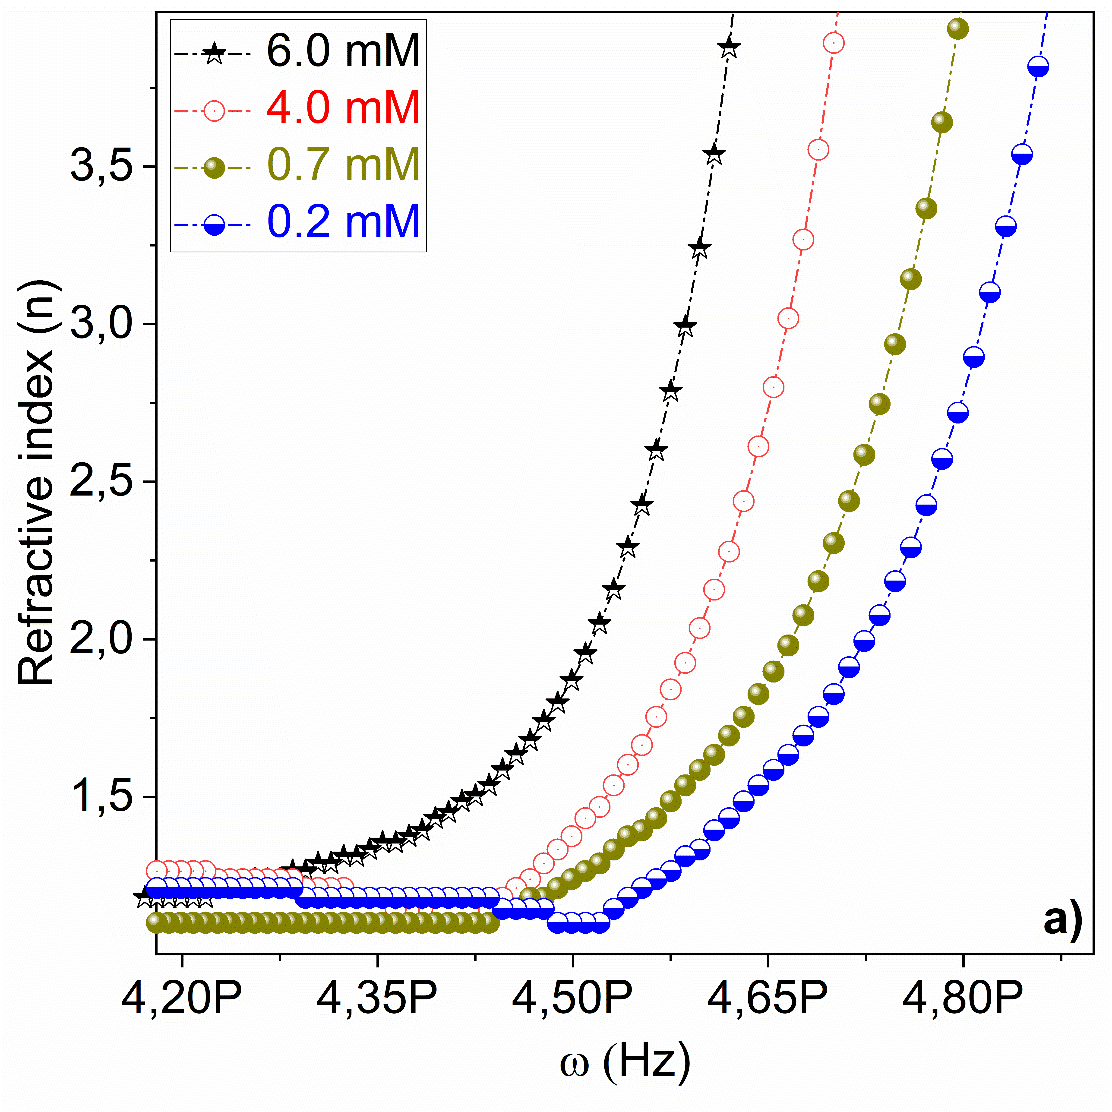 6.0 mM
4.0 mM
0.7 mM
0.2 mM
3,5
3,0
2,5
2,0
1,5
Refractive index (n)
a)
4,20P 4,35P 4,50P 4,65P 4,80P
ω (Hz)